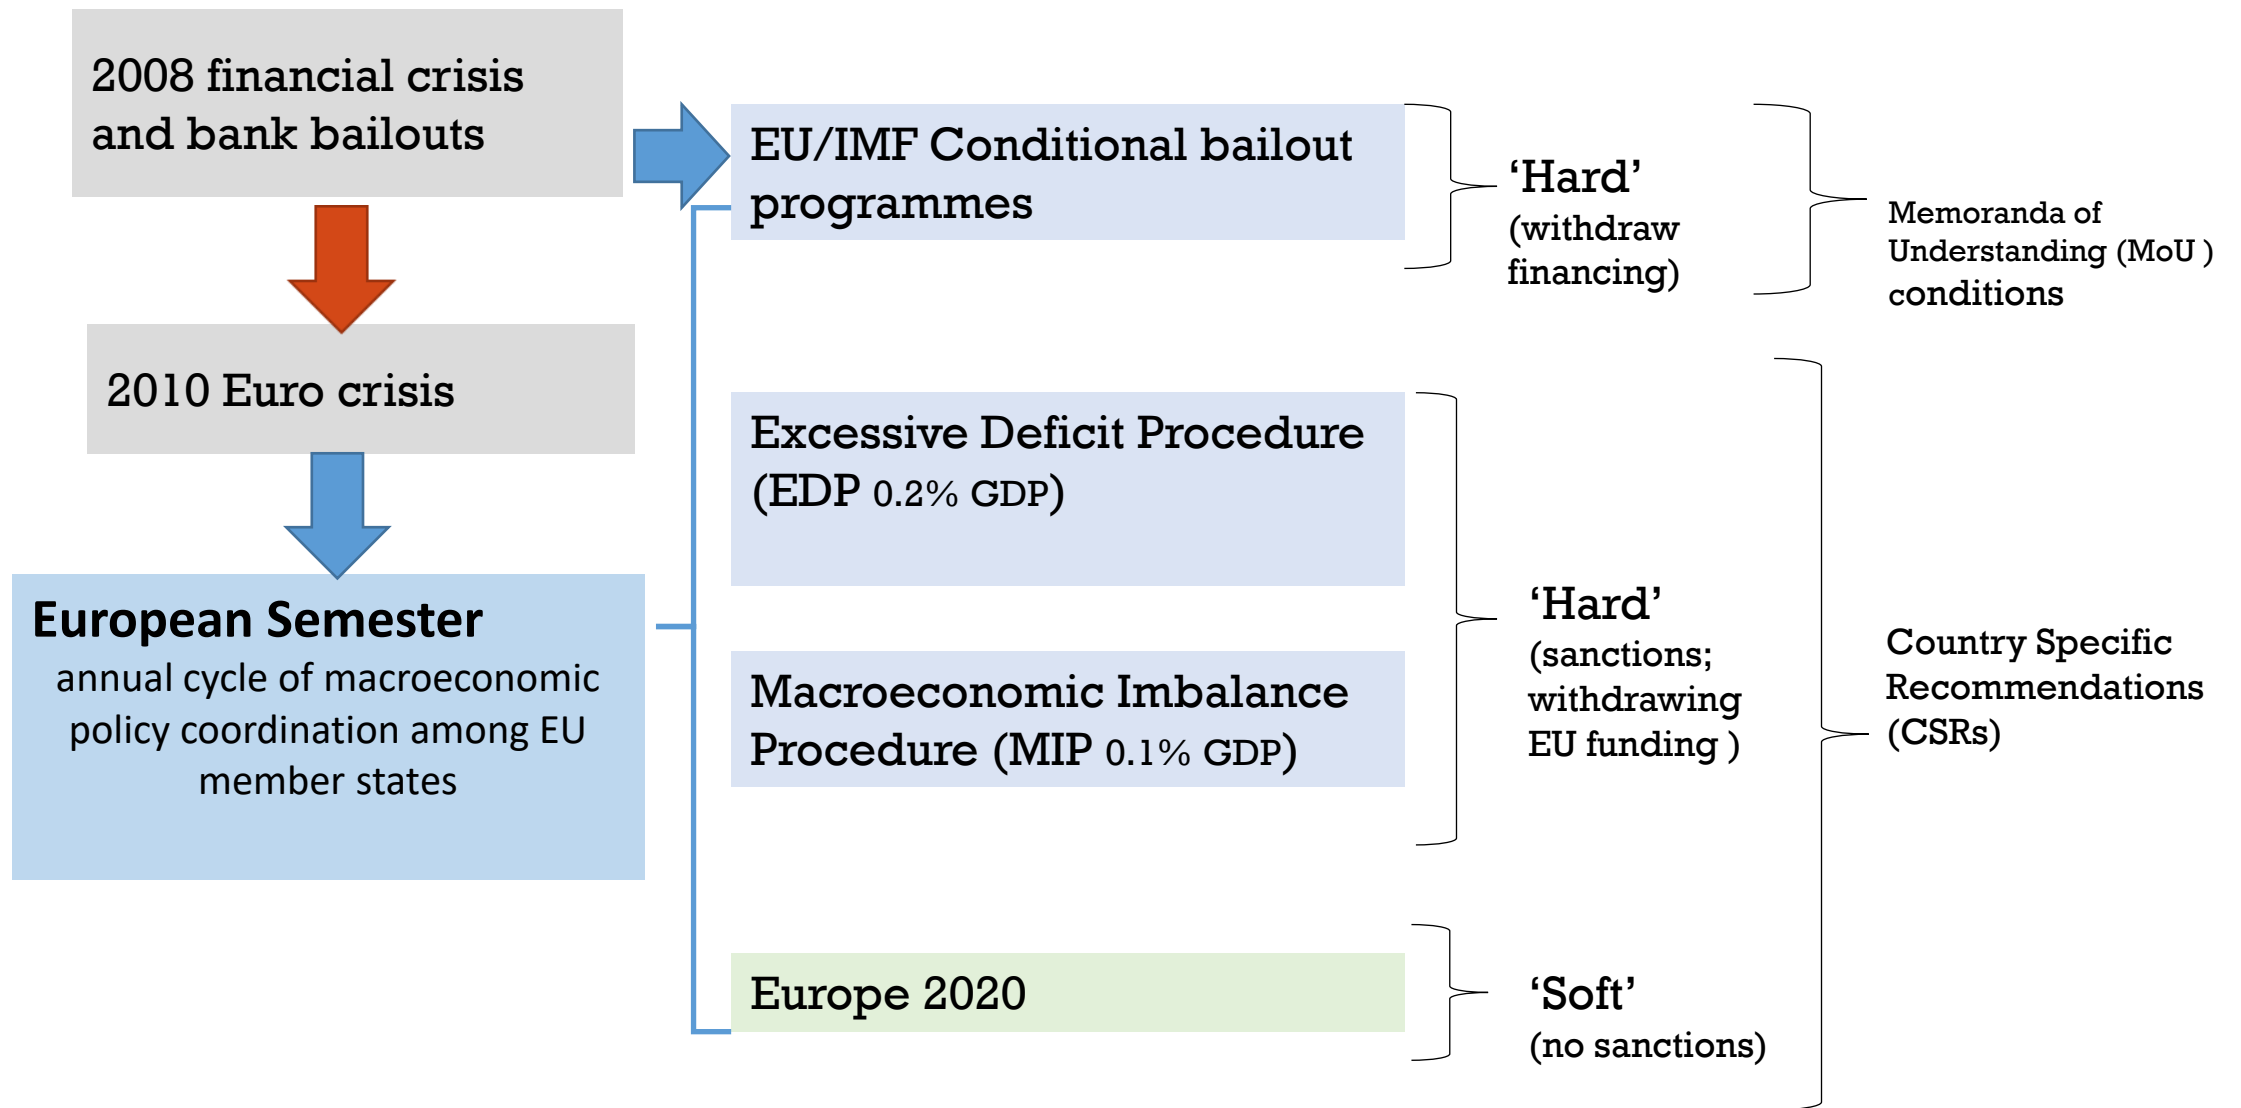 2008 financial crisis
and bank bailouts
2010 Euro crisis
European Semester
annual cycle of macroeconomic
policy coordination among EU
member states
EU/IMF Conditional bailout
programmes
Excessive Deficit Procedure
(EDP 0.2% GDP)
Macroeconomic Imbalance
Procedure (MIP 0.1% GDP)
Europe 2020
‘Hard’
(withdraw
financing)
‘Hard’
(sanctions;
withdrawing
EU funding )
‘Soft’
(no sanctions)
Memoranda of
Understanding (MoU )
conditions
Country Specific
Recommendations
(CSRs)